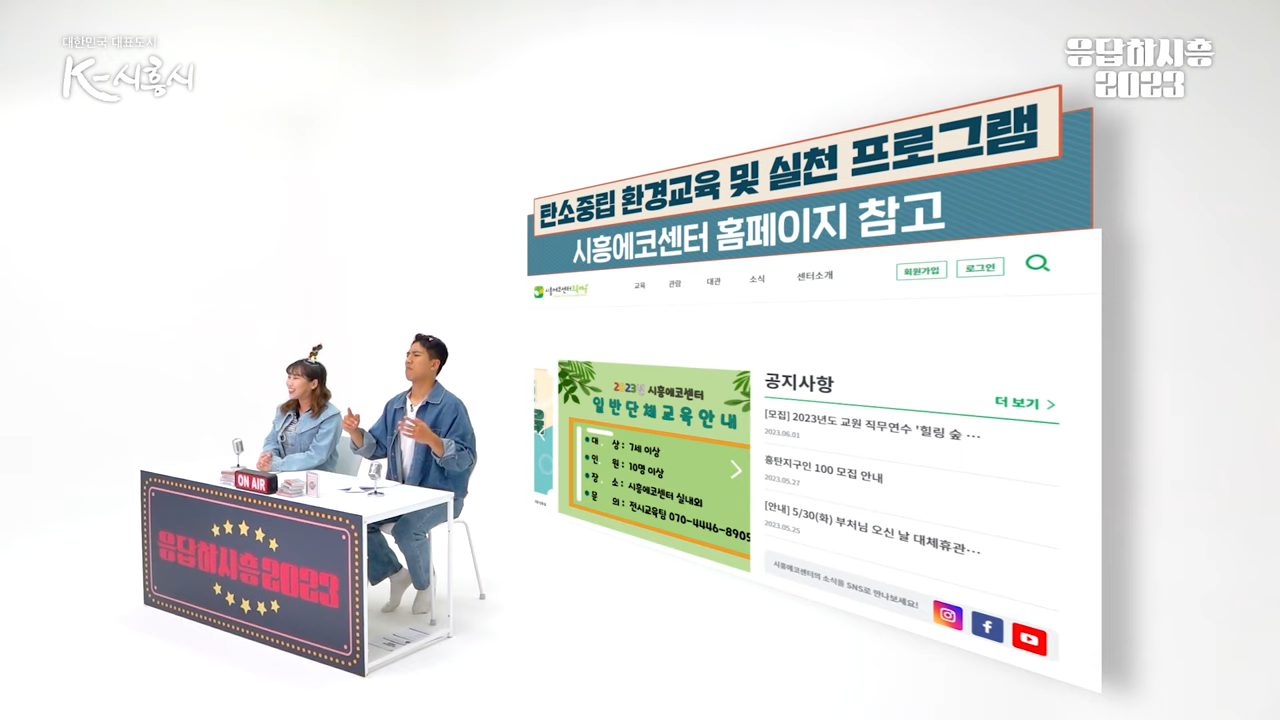 대한민국 대표도시
K-시흥시
응답하시흥
2023
탄소중립 환경교육 및 실천 프로그램
시흥에코센터 홈페이지 참고
교육 관람 대관 소식 센터소개 회원가입 로그인
2023년 시흥에코센터
일반단체교육안내
대 상 : 7세 이상
인 원 : 10명 이상
장 소 : 시흥에코센터 실내외
문 의 : 전시교육팀 070-4446-8905
공지사항
더 보기 >
[모집] 2023년도 교원 직무연수 '힐링 숲 ···
2023.06.01
흥탄지구인 100 모집 안내
2023.05.27
[안내] 5/30(화) 부처님 오신 날 대체휴관···
2023.05.25
시흥에코센터의 소식을 SNS로 만나보세요!
ON AIR
응답하시흥2023